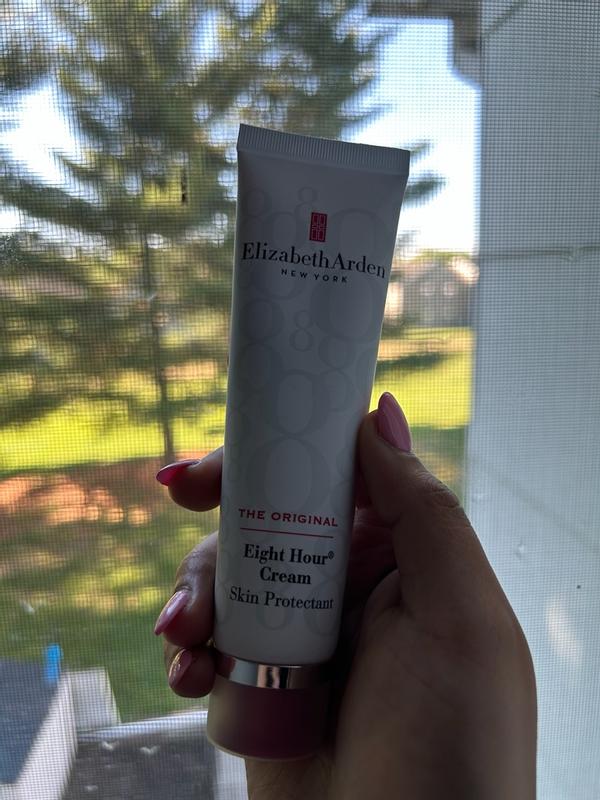 ElizabethArden
NEW YORK
THE ORIGINAL
Eight Hour®
Cream
Skin Protectant